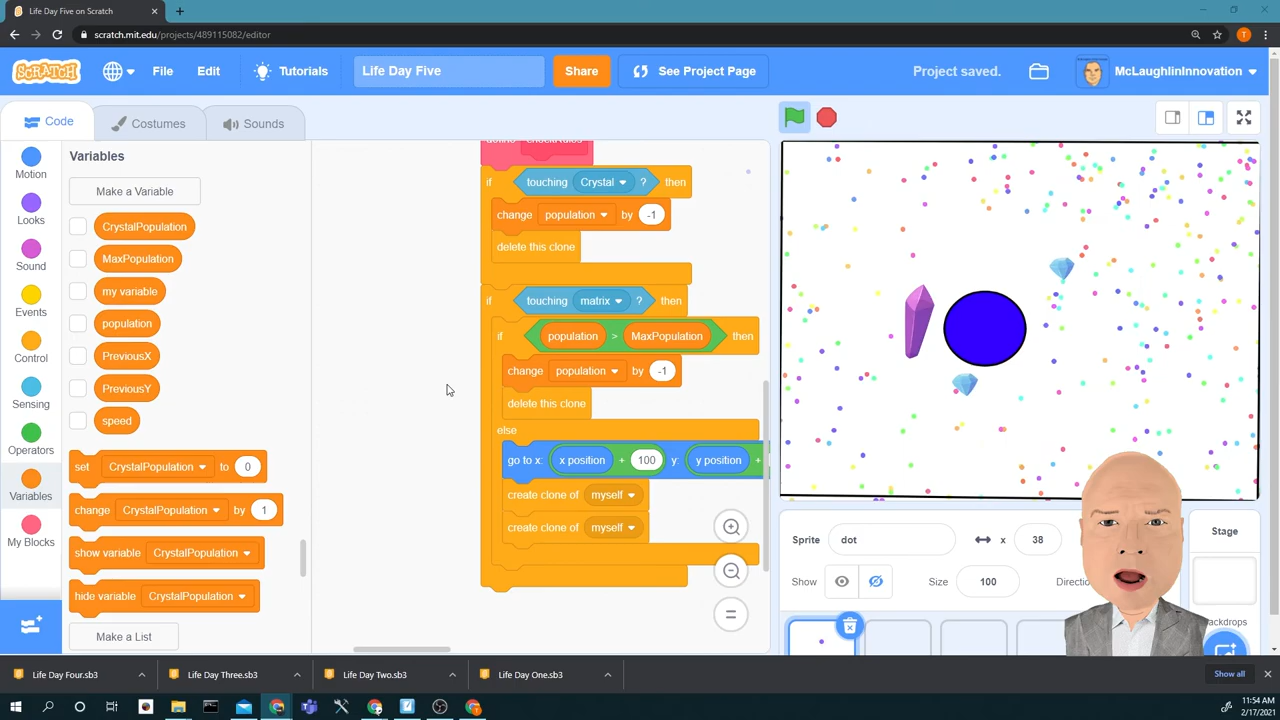 Life Day Five on Scratch
scratch.mit.edu/projects/489115082/editor
T
SCRATCH
File
Edit
Tutorials
Life Day Five
Share
See Project Page
Project saved.
McLaughlinInnovation
Code
Costumes
Sounds
Motion
Looks
Sound
Events
Control
Sensing
Operators
Variables
My Blocks
Variables
Make a Variable
CrystalPopulation
MaxPopulation
my variable
population
PreviousX
PreviousY
speed
set CrystalPopulation to 0
change CrystalPopulation by 1
show variable CrystalPopulation
hide variable CrystalPopulation
Make a List
define checkRules
if touching Crystal ? then
change population by -1
delete this clone
if touching matrix ? then
if population > MaxPopulation then
change population by -1
delete this clone
else
go to x: x position + 100 y: y position +
create clone of myself
create clone of myself
Sprite dot
x 38
Show
Size 100
Stage
Life Day Four.sb3
Life Day Three.sb3
Life Day Two.sb3
Life Day One.sb3
Show all
11:54 AM
2/17/2021